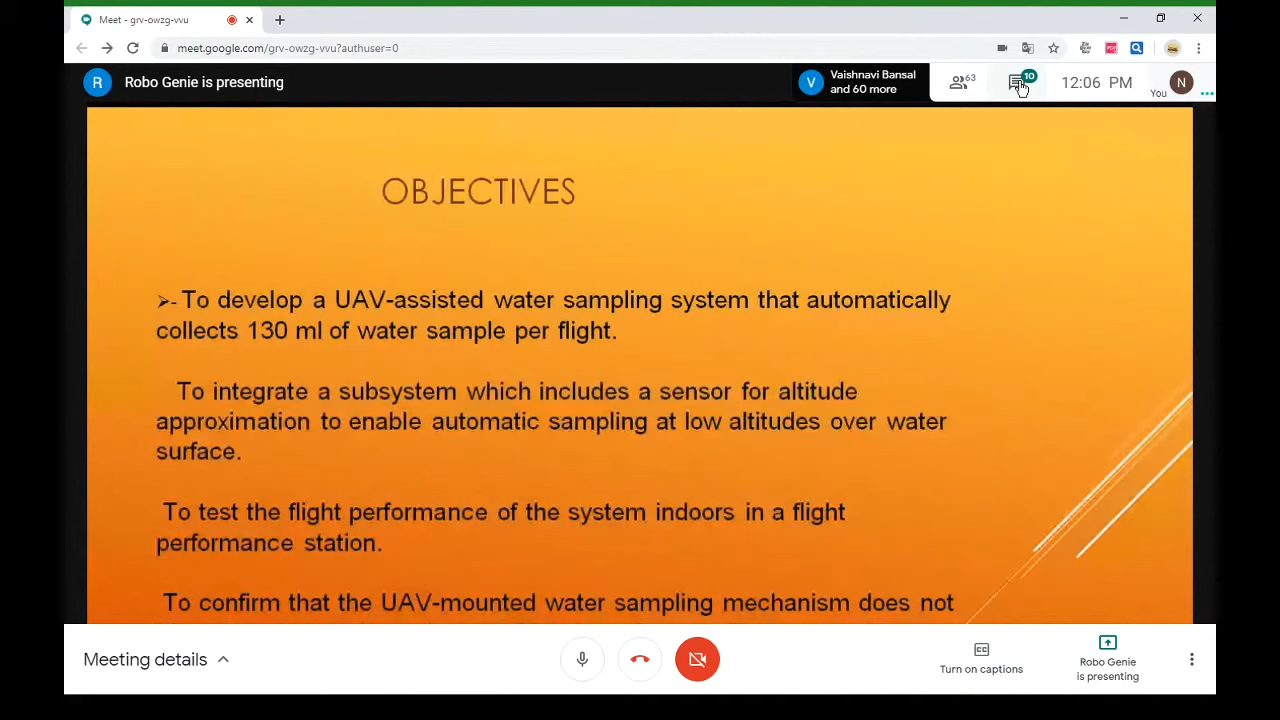 Meet - grv-owzg-vvu
meet.google.com/grv-owzg-vvu?authuser=0
R Robo Genie is presenting
V Vaishnavi Bansal
and 60 more
63
10
12:06 PM
You N
OBJECTIVES
➢- To develop a UAV-assisted water sampling system that automatically
collects 130 ml of water sample per flight.
To integrate a subsystem which includes a sensor for altitude
approximation to enable automatic sampling at low altitudes over water
surface.
To test the flight performance of the system indoors in a flight
performance station.
To confirm that the UAV-mounted water sampling mechanism does not
Meeting details
CC
Turn on captions
Robo Genie
is presenting